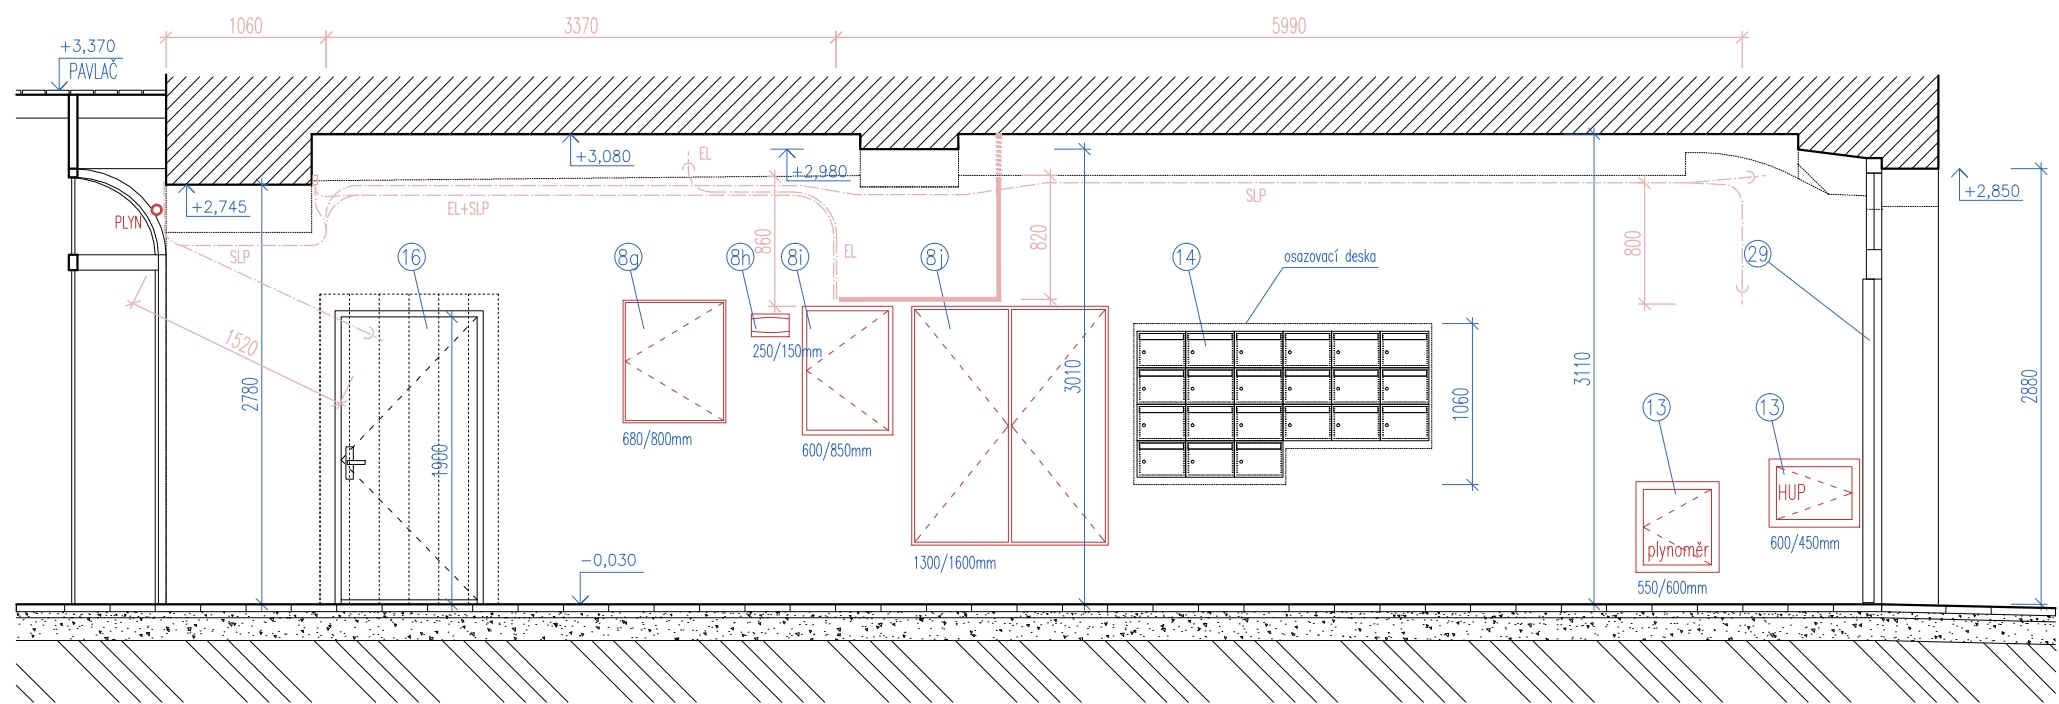 1060
3370
5990
+3,370
PAVLAČ
+3,080
+2,980
EL
+2,745
+2,850
PLYN
EL+SLP
SLP
SLP
EL
860
820
800
16
8g
8h
8i
8j
14
osazovací deska
29
1520
2780
1900
250/150mm
680/800mm
600/850mm
3010
1060
3110
2880
13
13
HUP
plynoměr
600/450mm
550/600mm
1300/1600mm
-0,030